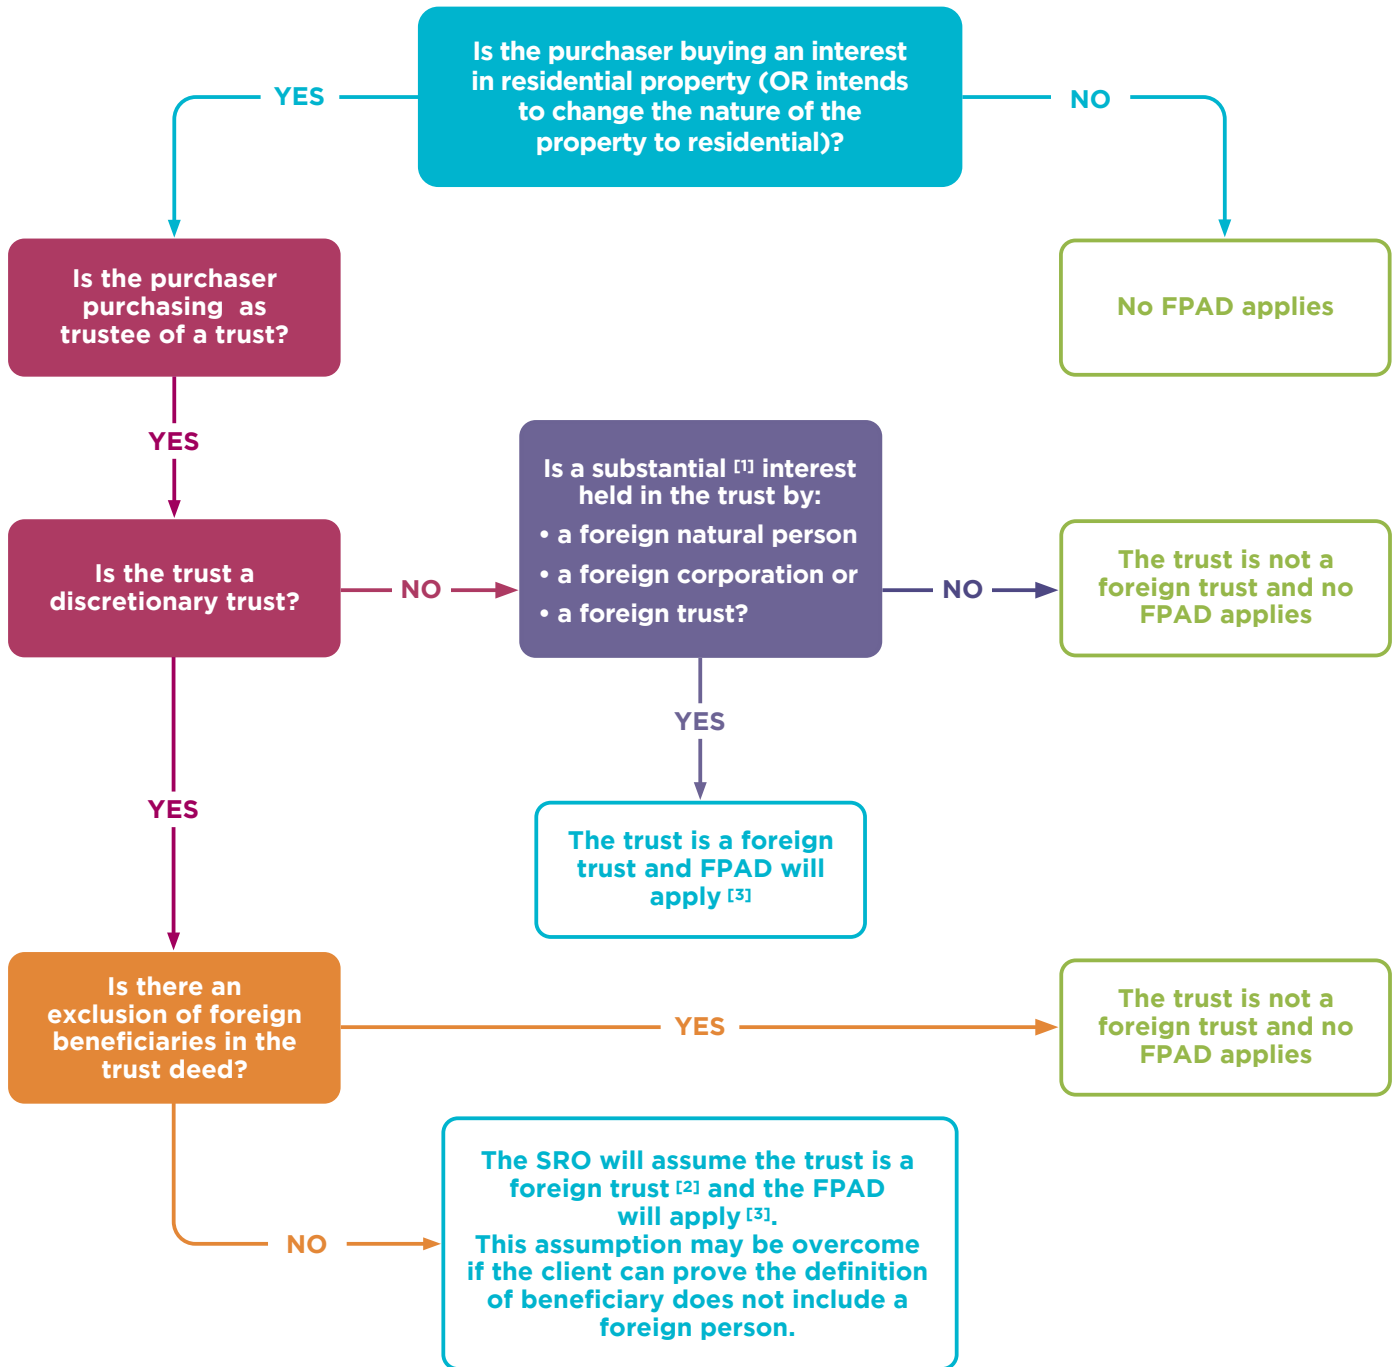 Is the purchaser buying an interest
in residential property (OR intends
to change the nature of the
property to residential)?
YES
NO
Is the purchaser
purchasing as
trustee of a trust?
No FPAD applies
YES
Is a substantial [1] interest
held in the trust by:
• a foreign natural person
• a foreign corporation or
• a foreign trust?
Is the trust a
discretionary trust?
NO
NO
The trust is not a
foreign trust and no
FPAD applies
YES
YES
The trust is a foreign
trust and FPAD will
apply [3]
Is there an
exclusion of foreign
beneficiaries in the
trust deed?
YES
The trust is not a
foreign trust and no
FPAD applies
NO
The SRO will assume the trust is a
foreign trust [2] and the FPAD
will apply [3].
This assumption may be overcome
if the client can prove the definition
of beneficiary does not include a
foreign person.